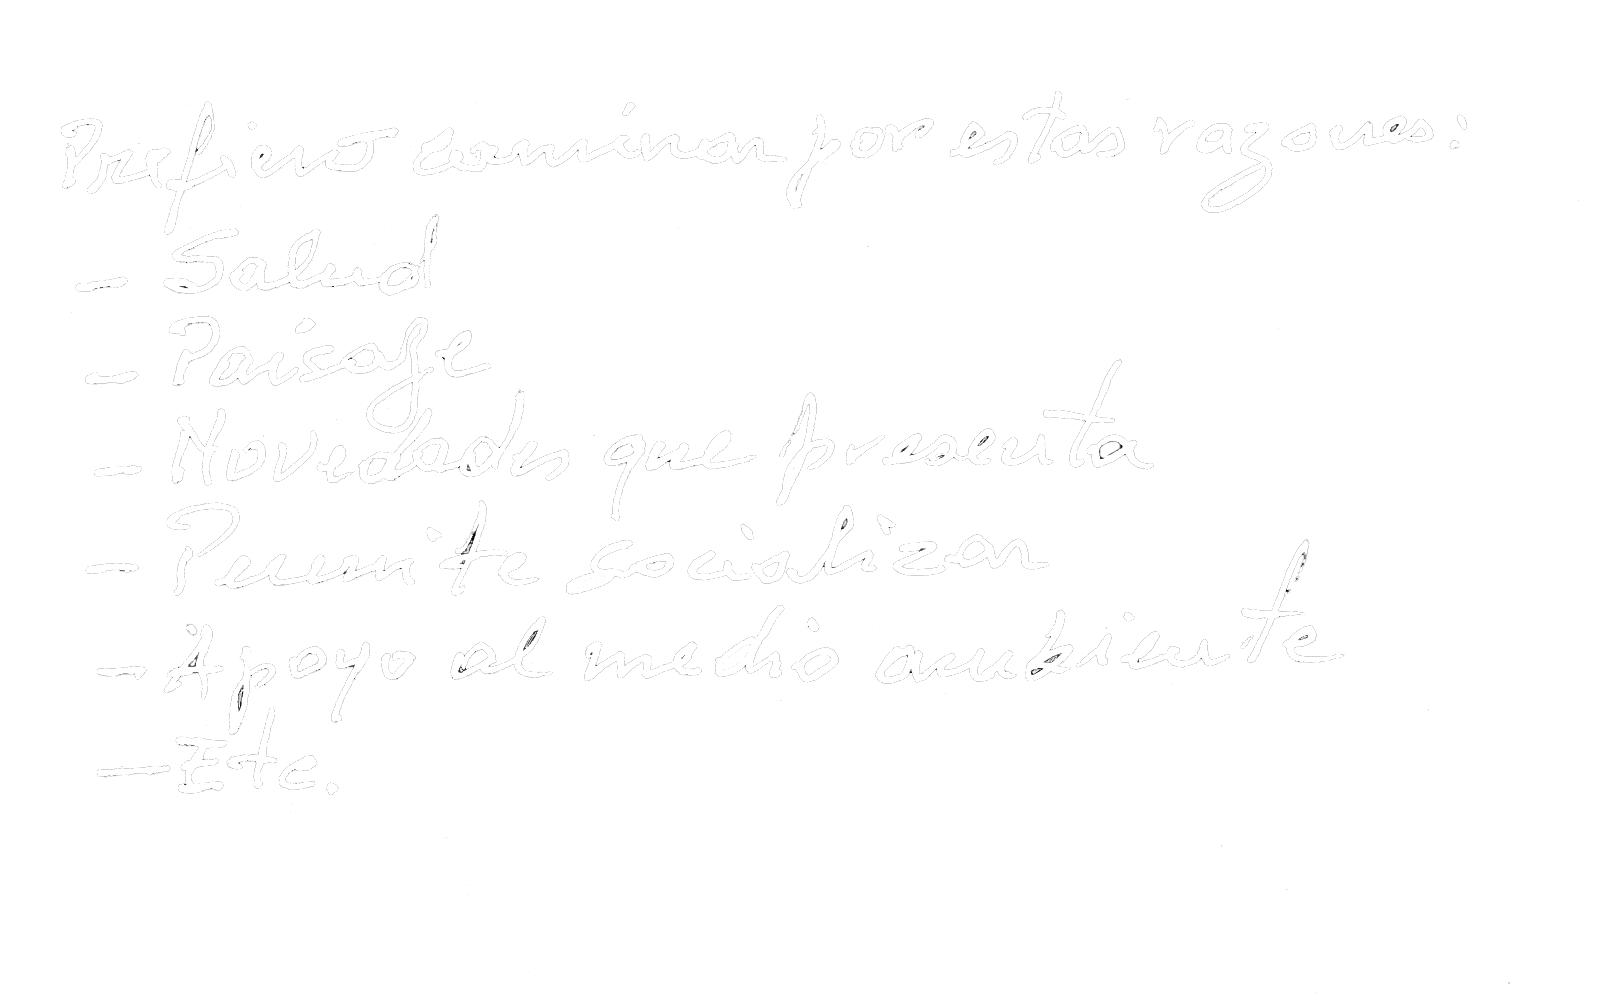 Prefiero caminar por estas razones:
- Salud
- Paisaje
- Novedades que presenta
- Permite socializar
- Apoyo al medio ambiente
- Etc.